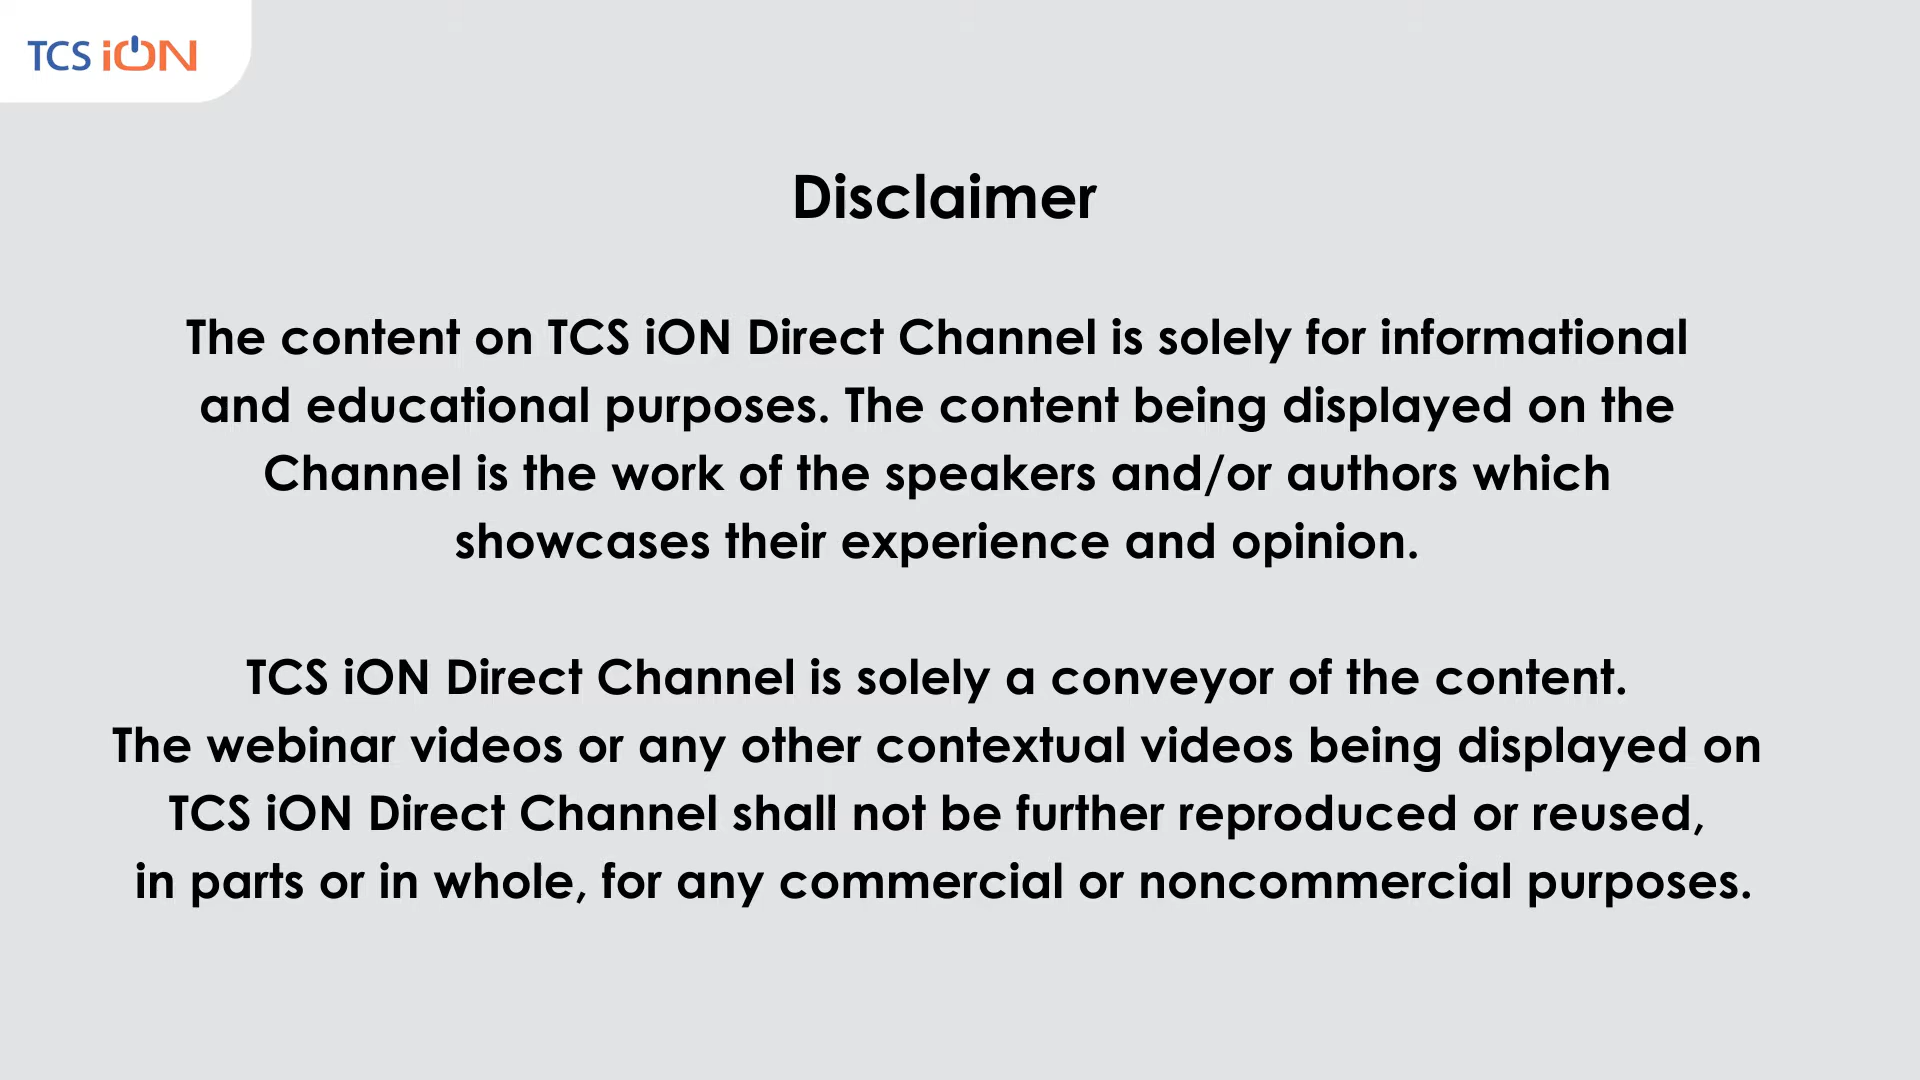 TCS iON
Disclaimer
The content on TCS iON Direct Channel is solely for informational
and educational purposes. The content being displayed on the
Channel is the work of the speakers and/or authors which
showcases their experience and opinion.
TCS iON Direct Channel is solely a conveyor of the content.
The webinar videos or any other contextual videos being displayed on
TCS iON Direct Channel shall not be further reproduced or reused,
in parts or in whole, for any commercial or noncommercial purposes.